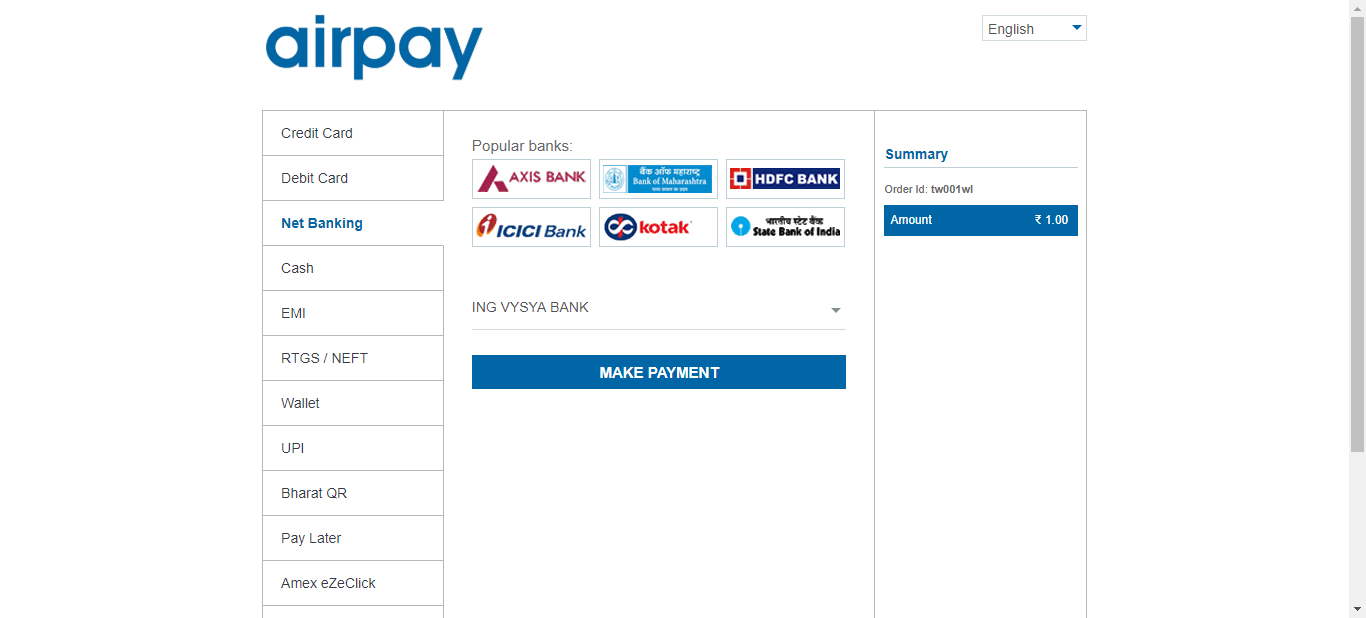 airpay
English
Credit Card
Debit Card
Net Banking
Cash
EMI
RTGS / NEFT
Wallet
UPI
Bharat QR
Pay Later
Amex eZeClick
Popular banks:
AXIS BANK
बैंक ऑफ महाराष्ट्र
Bank of Maharashtra
HDFC BANK
ICICI Bank
kotak
भारतीय स्टेट बैंक
State Bank of India
ING VYSYA BANK
MAKE PAYMENT
Summary
Order Id: tw001wl
Amount ₹ 1.00